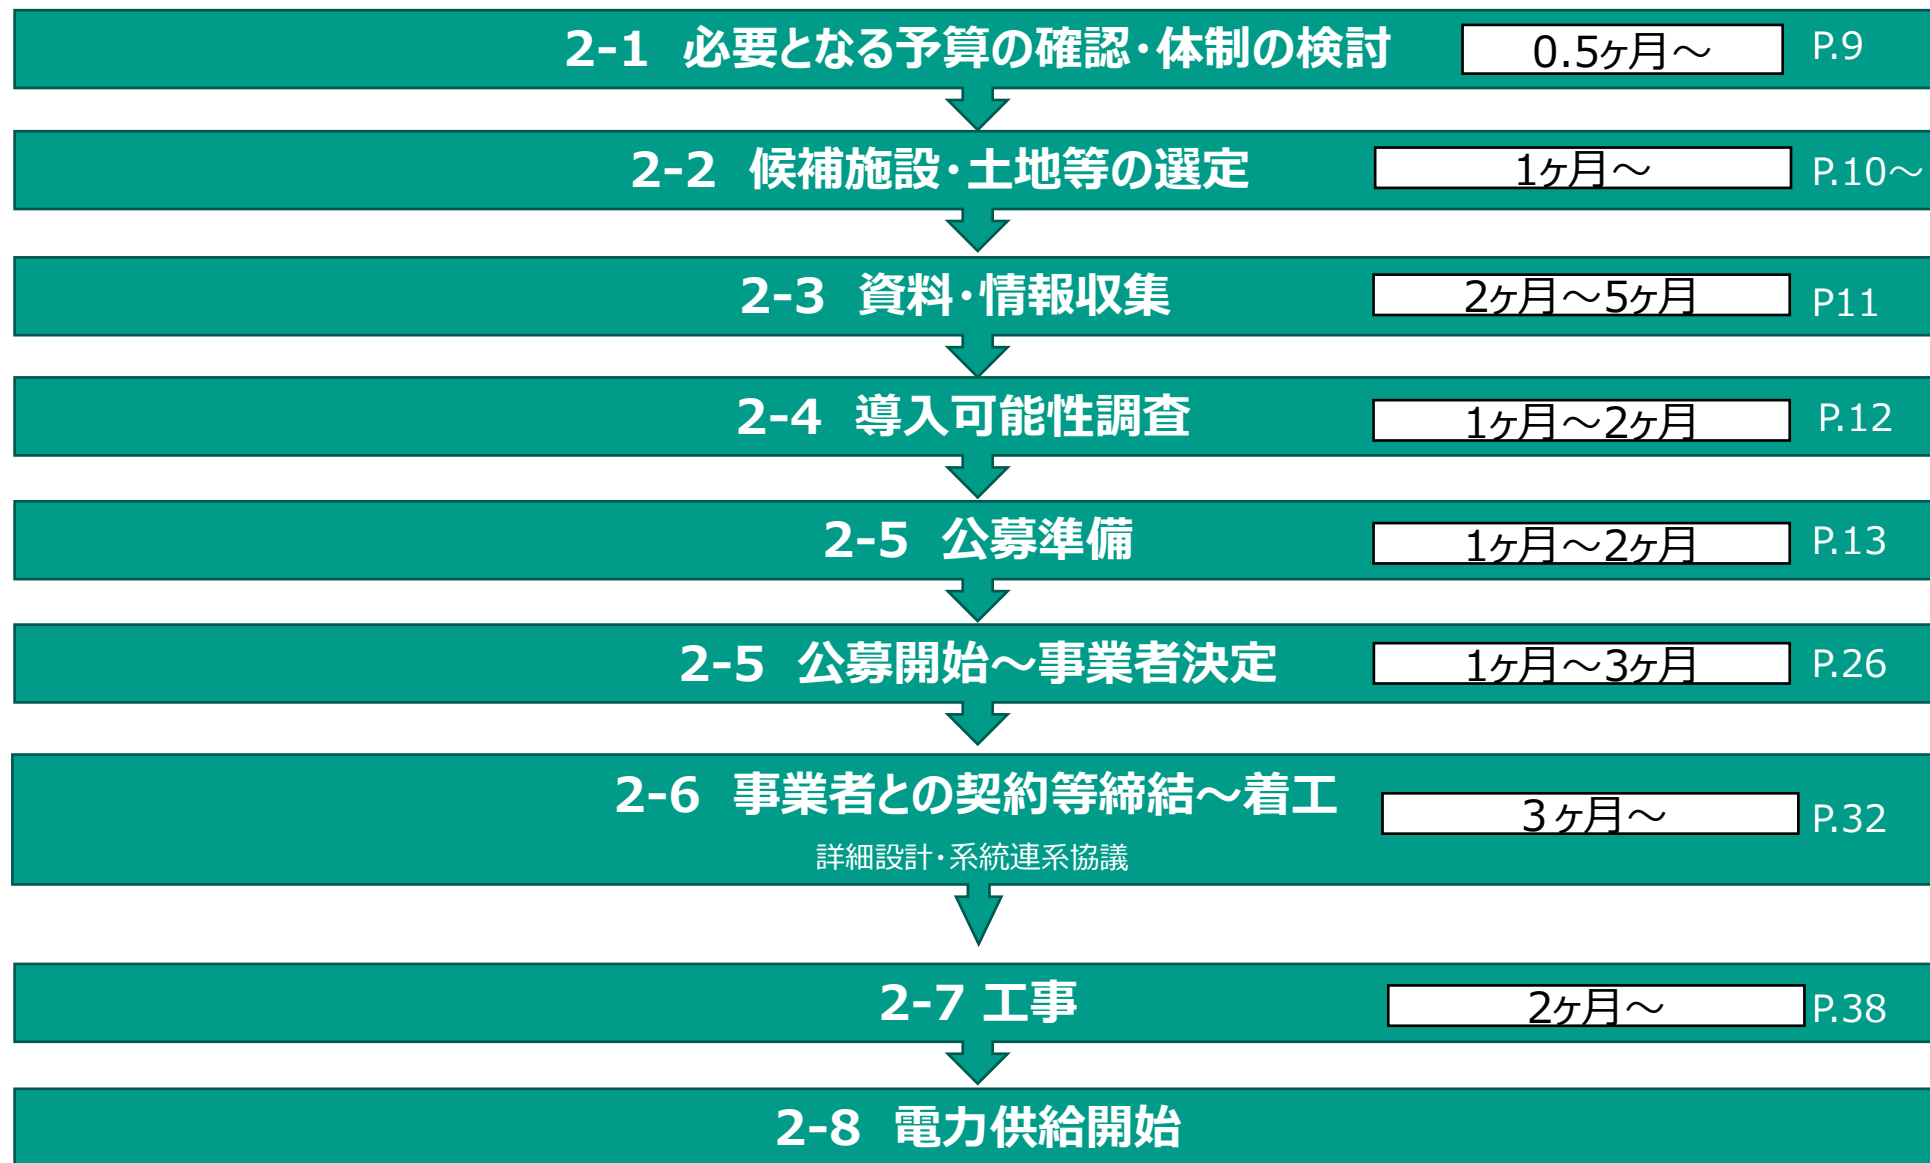 2-1 必要となる予算の確認・体制の検討 0.5ヶ月～ P.9
2-2 候補施設・土地等の選定 1ヶ月～ P.10～
2-3 資料・情報収集 2ヶ月～5ヶ月 P11
2-4 導入可能性調査 1ヶ月～2ヶ月 P.12
2-5 公募準備 1ヶ月～2ヶ月 P.13
2-5 公募開始～事業者決定 1ヶ月～3ヶ月 P.26
2-6 事業者との契約等締結～着工 3ヶ月～ P.32
詳細設計・系統連系協議
2-7 工事 2ヶ月～ P.38
2-8 電力供給開始